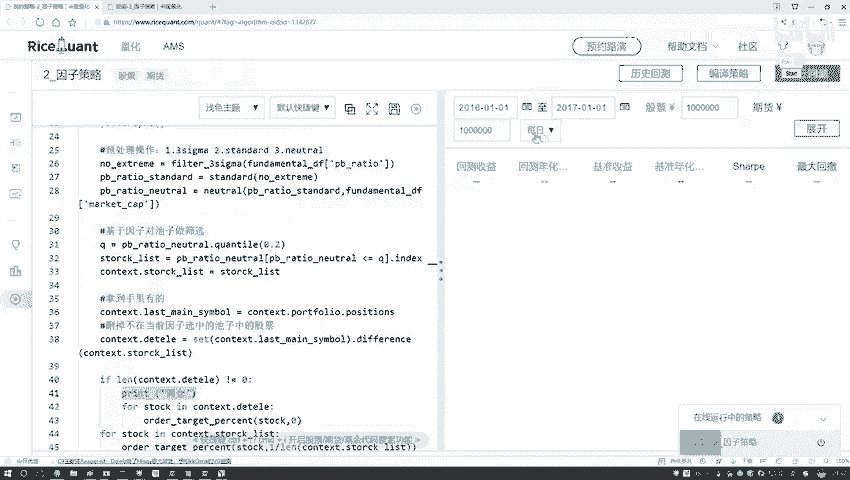 2_因子策略
https://www.ricequant.com/quant/
RiceQuant 量化 AMS
预约路演 帮助文档 社区
2_因子策略 股票 期货
历史回测 编译策略
浅色主题 默认快捷键
2016-01-01 至 2017-01-01 股票 ¥ 1000000 期货 ¥
1000000 每日 展开
回测收益 回测年化... 基准收益 基准年化... Sharpe 最大回撤
24
25 #预处理操作: 1.3sigma 2.standard 3.neutral
26 no_extreme = filter_3sigma(fundamental_df['pb_ratio'])
27 pb_ratio_standard = standard(no_extreme)
28 pb_ratio_neutral = neutral(pb_ratio_standard,fundamental_df
['market_cap'])
29
30 #基于因子对池子做筛选
31 q = pb_ratio_neutral.quantile(0.2)
32 storck_list = pb_ratio_neutral[pb_ratio_neutral <= q].index
33 context.storck_list = storck_list
34
35 #拿到手里有的
36 context.last_main_symbol = context.portfolio.positions
37 #删掉不在当前因子选中的池子中的股票
38 context.detele = set(context.last_main_symbol).difference
(context.storck_list)
39
40 if len(context.detele) != 0:
41 print
42 for stock in context.detele:
43 order_target_percent(stock,0)
44 for stock in context.storck_list:
45 order_target_percent(stock,1/len(context.storck_list))
在线运行中的策略
因子策略